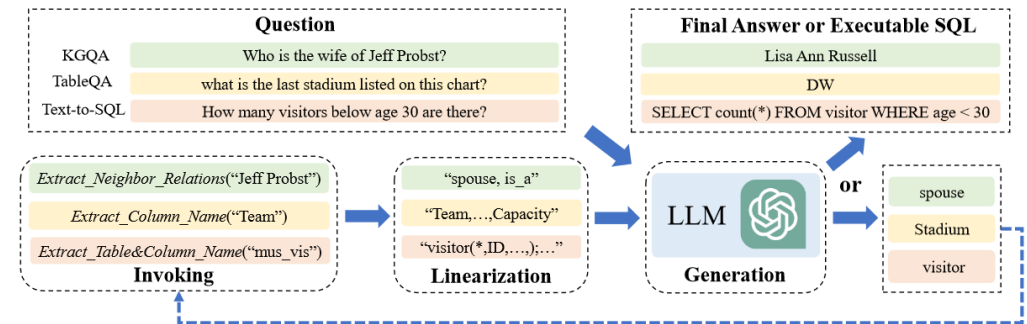 Question
KGQA Who is the wife of Jeff Probst?
TableQA what is the last stadium listed on this chart?
Text-to-SQL How many visitors below age 30 are there?
Final Answer or Executable SQL
Lisa Ann Russell
DW
SELECT count(*) FROM visitor WHERE age < 30
Extract_Neighbor_Relations(“Jeff Probst”)
Extract_Column_Name(“Team”)
Extract_Table&Column_Name(“mus_vis”)
Invoking
“spouse, is_a”
“Team,…,Capacity”
“visitor(*,ID,…,);…”
Linearization
LLM
Generation
or
spouse
Stadium
visitor